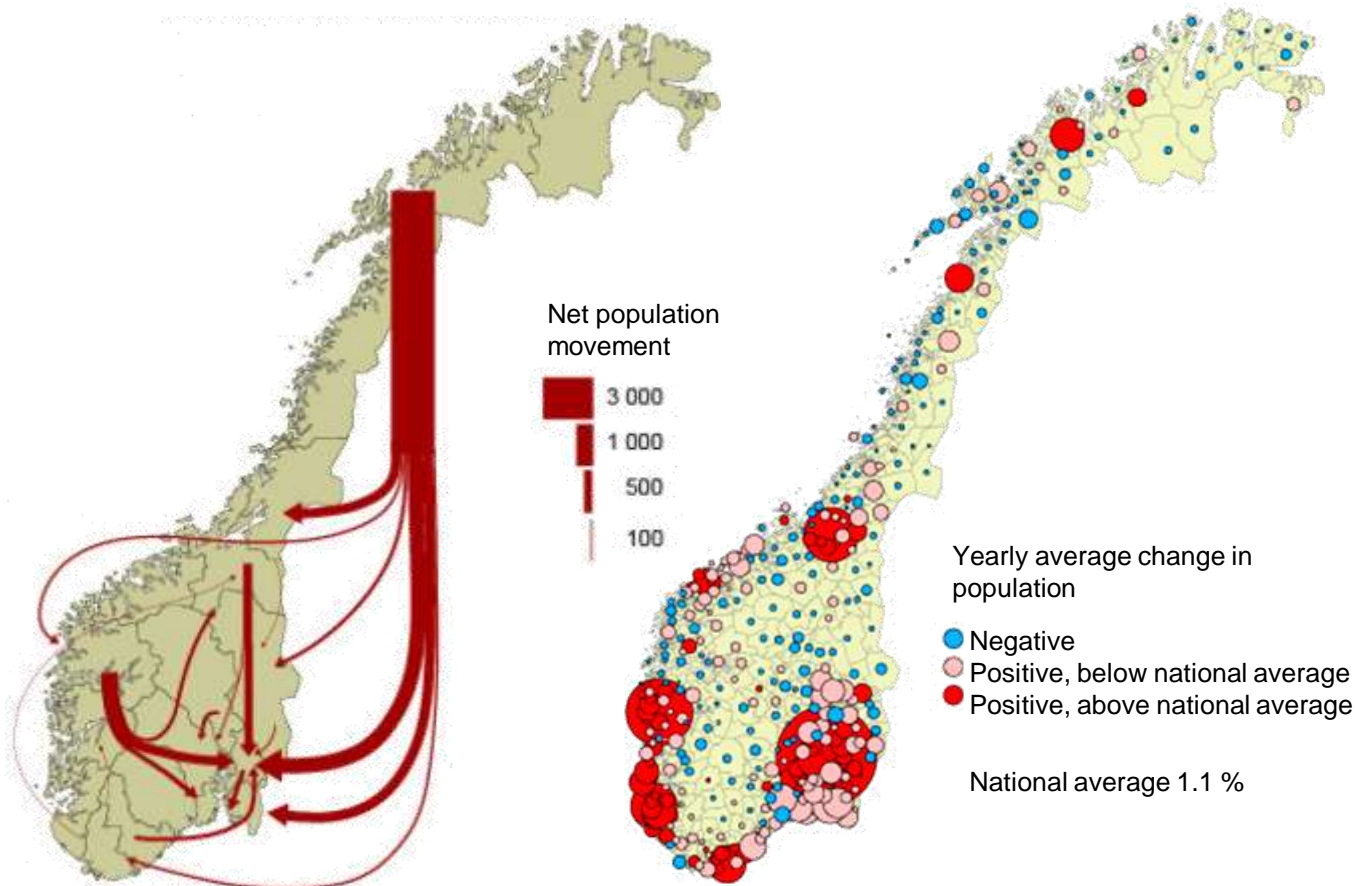 Net population
movement
3 000
1 000
500
100
Yearly average change in
population
Negative
Positive, below national average
Positive, above national average
National average 1.1 %